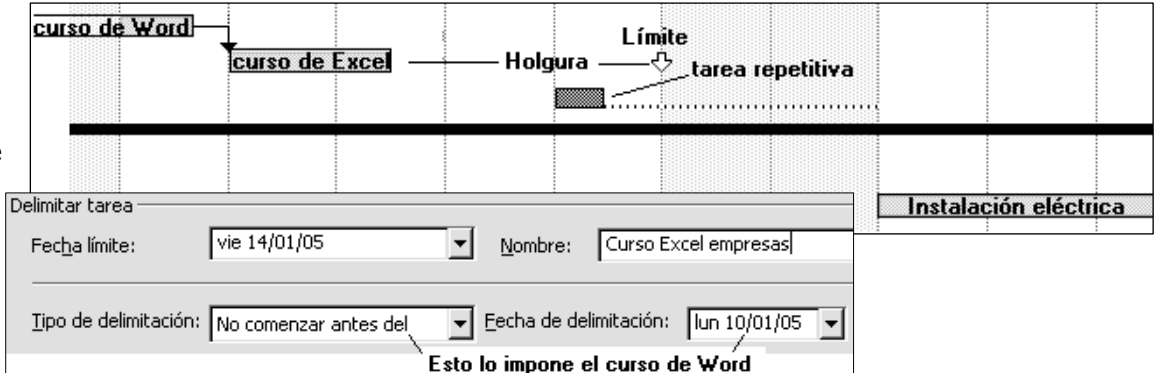 curso de Word
Límite
curso de Excel
Holgura
tarea repetitiva
Instalación eléctrica
Delimitar tarea
Fecha límite: vie 14/01/05 Nombre: Curso Excel empresas
Tipo de delimitación: No comenzar antes del Fecha de delimitación: lun 10/01/05
Esto lo impone el curso de Word